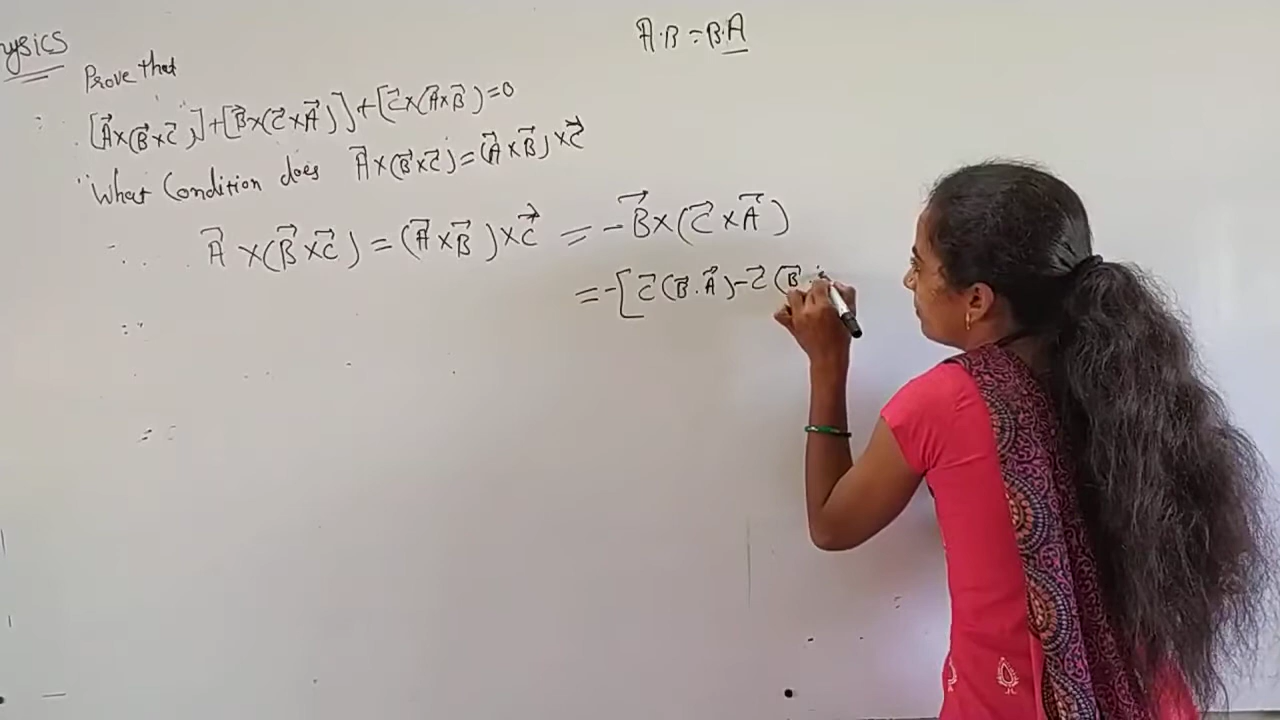 ysics
A·B = B·A
Prove that
[A⃗×(B⃗×C⃗)]+[B⃗×(C⃗×A⃗)]+[C⃗×(A⃗×B⃗)=0
"What Condition does A⃗×(B⃗×C⃗)=(A⃗×B⃗)×C⃗
A⃗×(B⃗×C⃗)=(A⃗×B⃗)×C⃗ = -B⃗×(C⃗×A⃗)
=-[C⃗(B⃗.A⃗)-C⃗(B⃗.